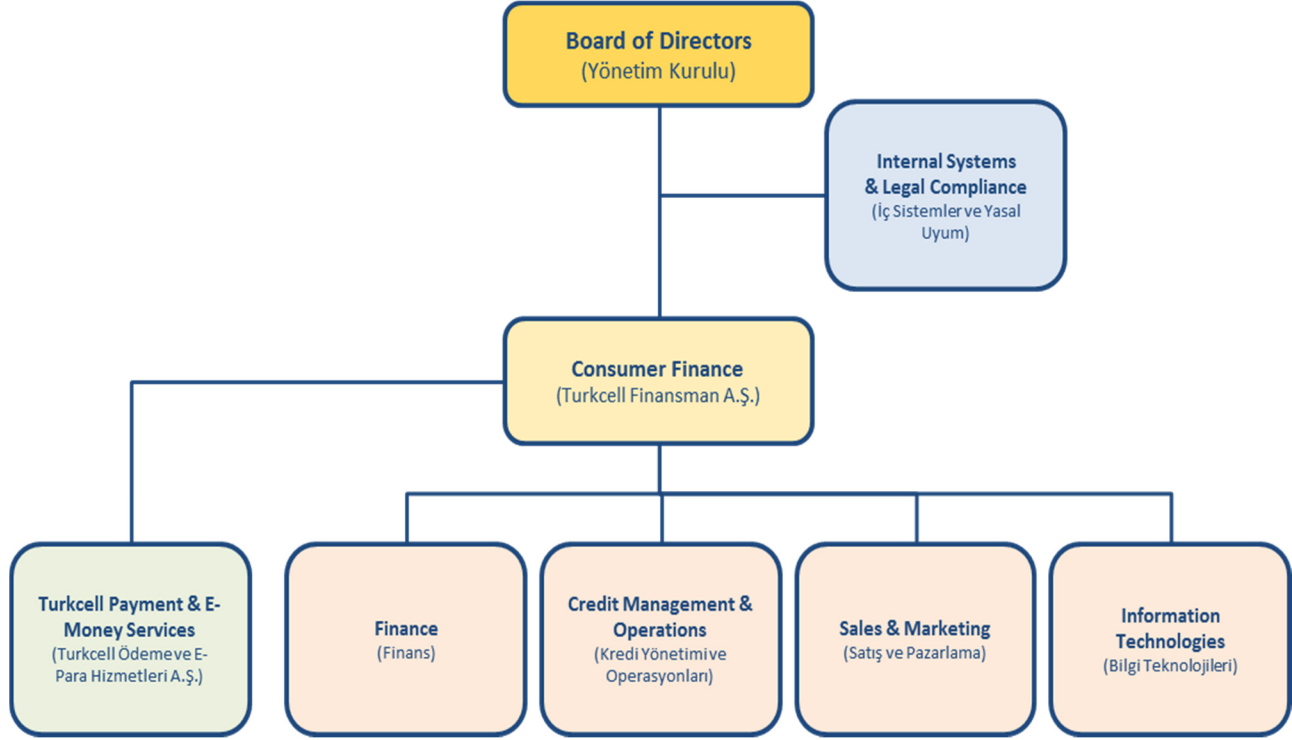 Board of Directors
(Yönetim Kurulu)
Internal Systems
& Legal Compliance
(İç Sistemler ve Yasal
Uyum)
Consumer Finance
(Turkcell Finansman A.Ş.)
Turkcell Payment & E-
Money Services
(Turkcell Ödeme ve E-
Para Hizmetleri A.Ş.)
Finance
(Finans)
Credit Management &
Operations
(Kredi Yönetimi ve
Operasyonları)
Sales & Marketing
(Satış ve Pazarlama)
Information
Technologies
(Bilgi Teknolojileri)